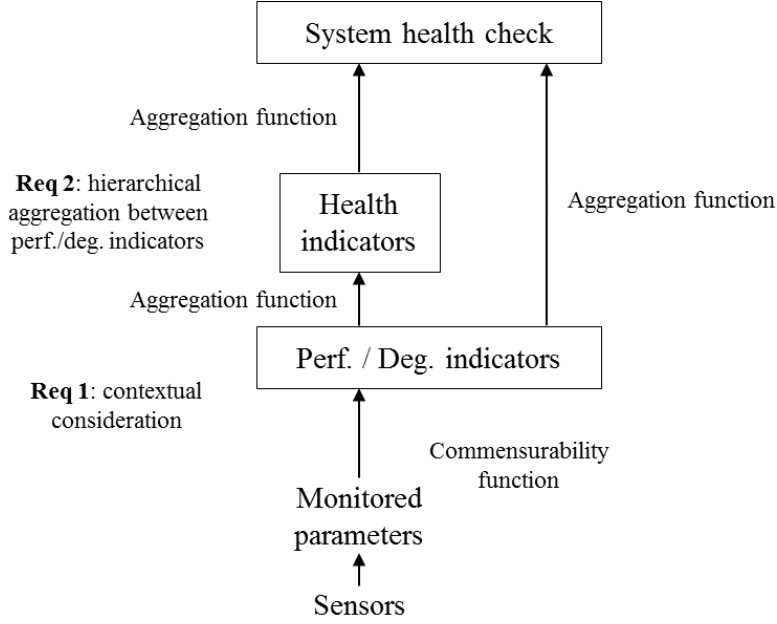 System health check
Aggregation function
Req 2: hierarchical
aggregation between
perf./deg. indicators
Health
indicators
Aggregation function
Aggregation function
Perf. / Deg. indicators
Req 1: contextual
consideration
Commensurability
function
Monitored
parameters
Sensors